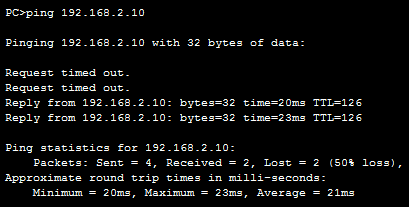 PC>ping 192.168.2.10
Pinging 192.168.2.10 with 32 bytes of data:
Request timed out.
Request timed out.
Reply from 192.168.2.10: bytes=32 time=20ms TTL=126
Reply from 192.168.2.10: bytes=32 time=23ms TTL=126
Ping statistics for 192.168.2.10:
Packets: Sent = 4, Received = 2, Lost = 2 (50% loss),
Approximate round trip times in milli-seconds:
Minimum = 20ms, Maximum = 23ms, Average = 21ms